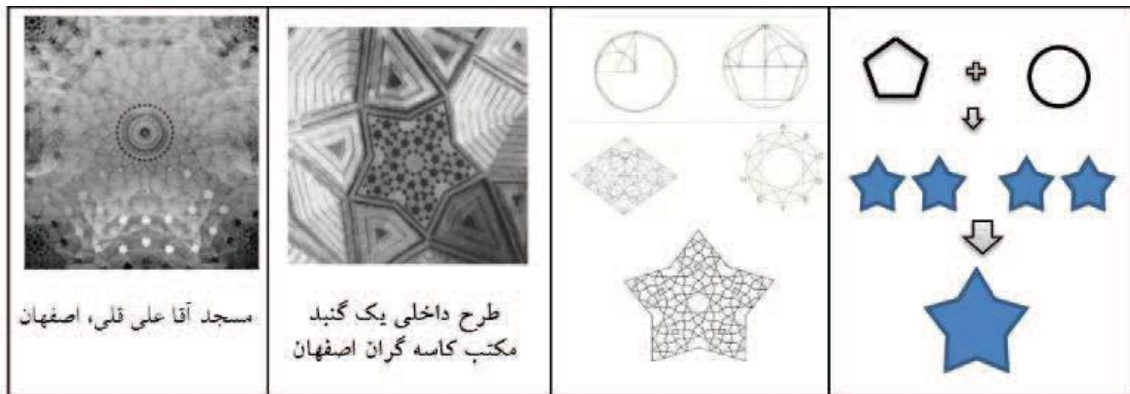 مسجد آقا علی قلی، اصفهان
طرح داخلی یک گنبد
مکتب کاسه گران اصفهان